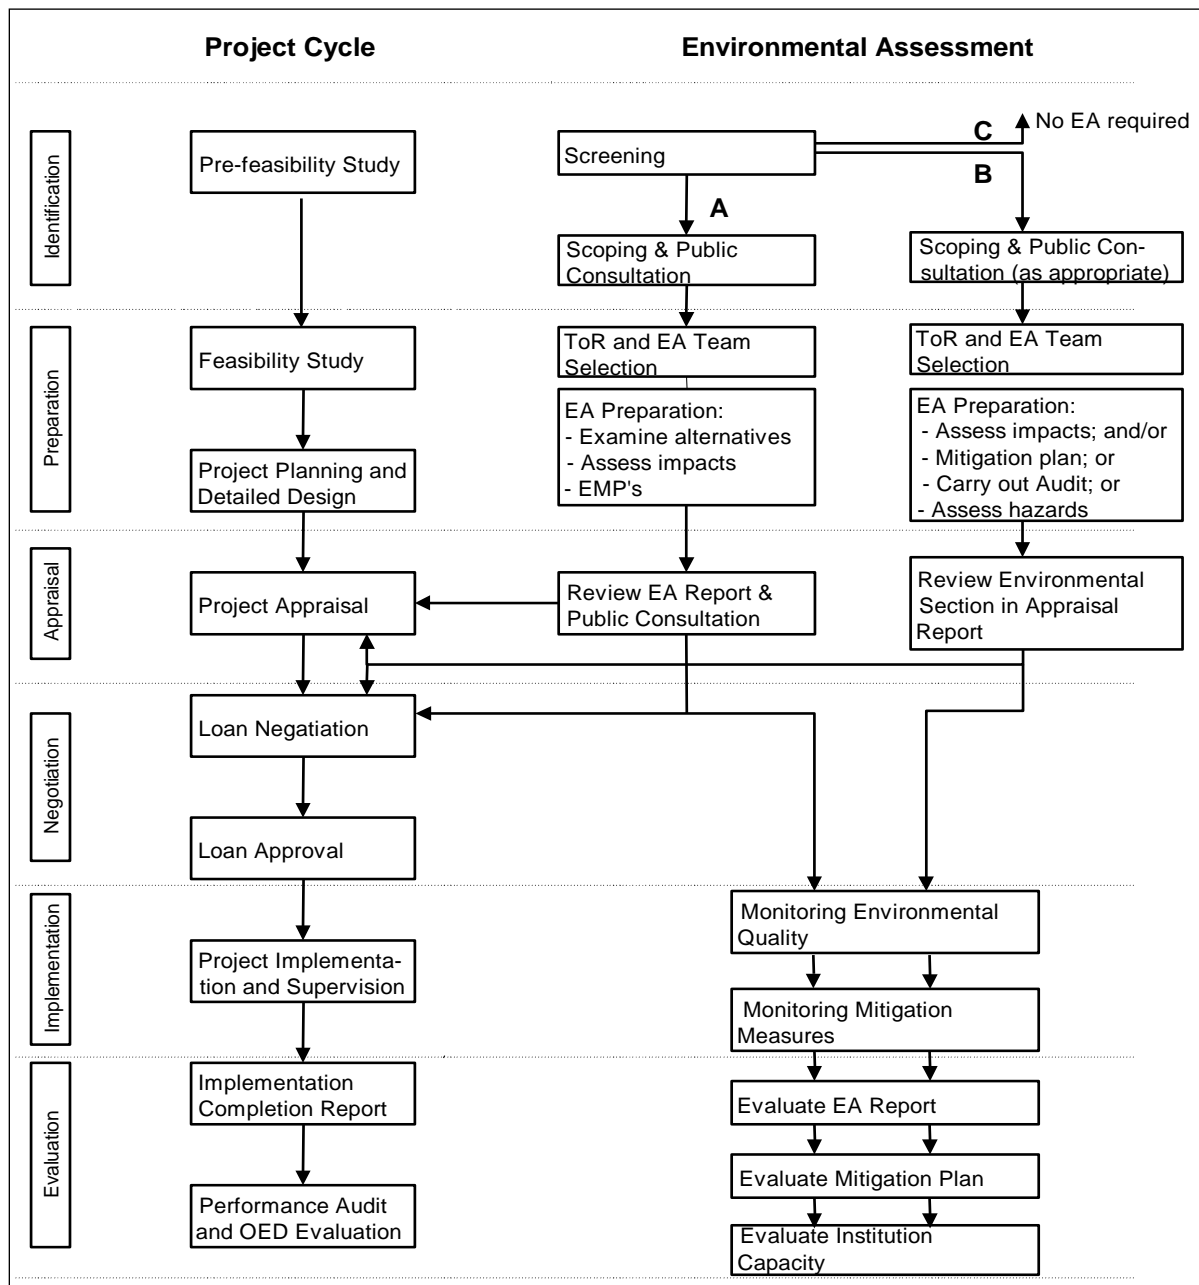 Project Cycle
Environmental Assessment
Identification
Pre-feasibility Study
Screening
C
No EA required
B
A
Scoping & Public
Consultation
Scoping & Public Con-
sultation (as appropriate)
Preparation
Feasibility Study
ToR and EA Team
Selection
ToR and EA Team
Selection
Project Planning and
Detailed Design
EA Preparation:
- Examine alternatives
- Assess impacts
- EMP's
EA Preparation:
- Assess impacts; and/or
- Mitigation plan; or
- Carry out Audit; or
- Assess hazards
Appraisal
Project Appraisal
Review EA Report &
Public Consultation
Review Environmental
Section in Appraisal
Report
Negotiation
Loan Negatiation
Loan Approval
Implementation
Project Implementa-
tion and Supervision
Monitoring Environmental
Quality
Monitoring Mitigation
Measures
Evaluation
Implementation
Completion Report
Evaluate EA Report
Performance Audit
and OED Evaluation
Evaluate Mitigation Plan
Evaluate Institution
Capacity